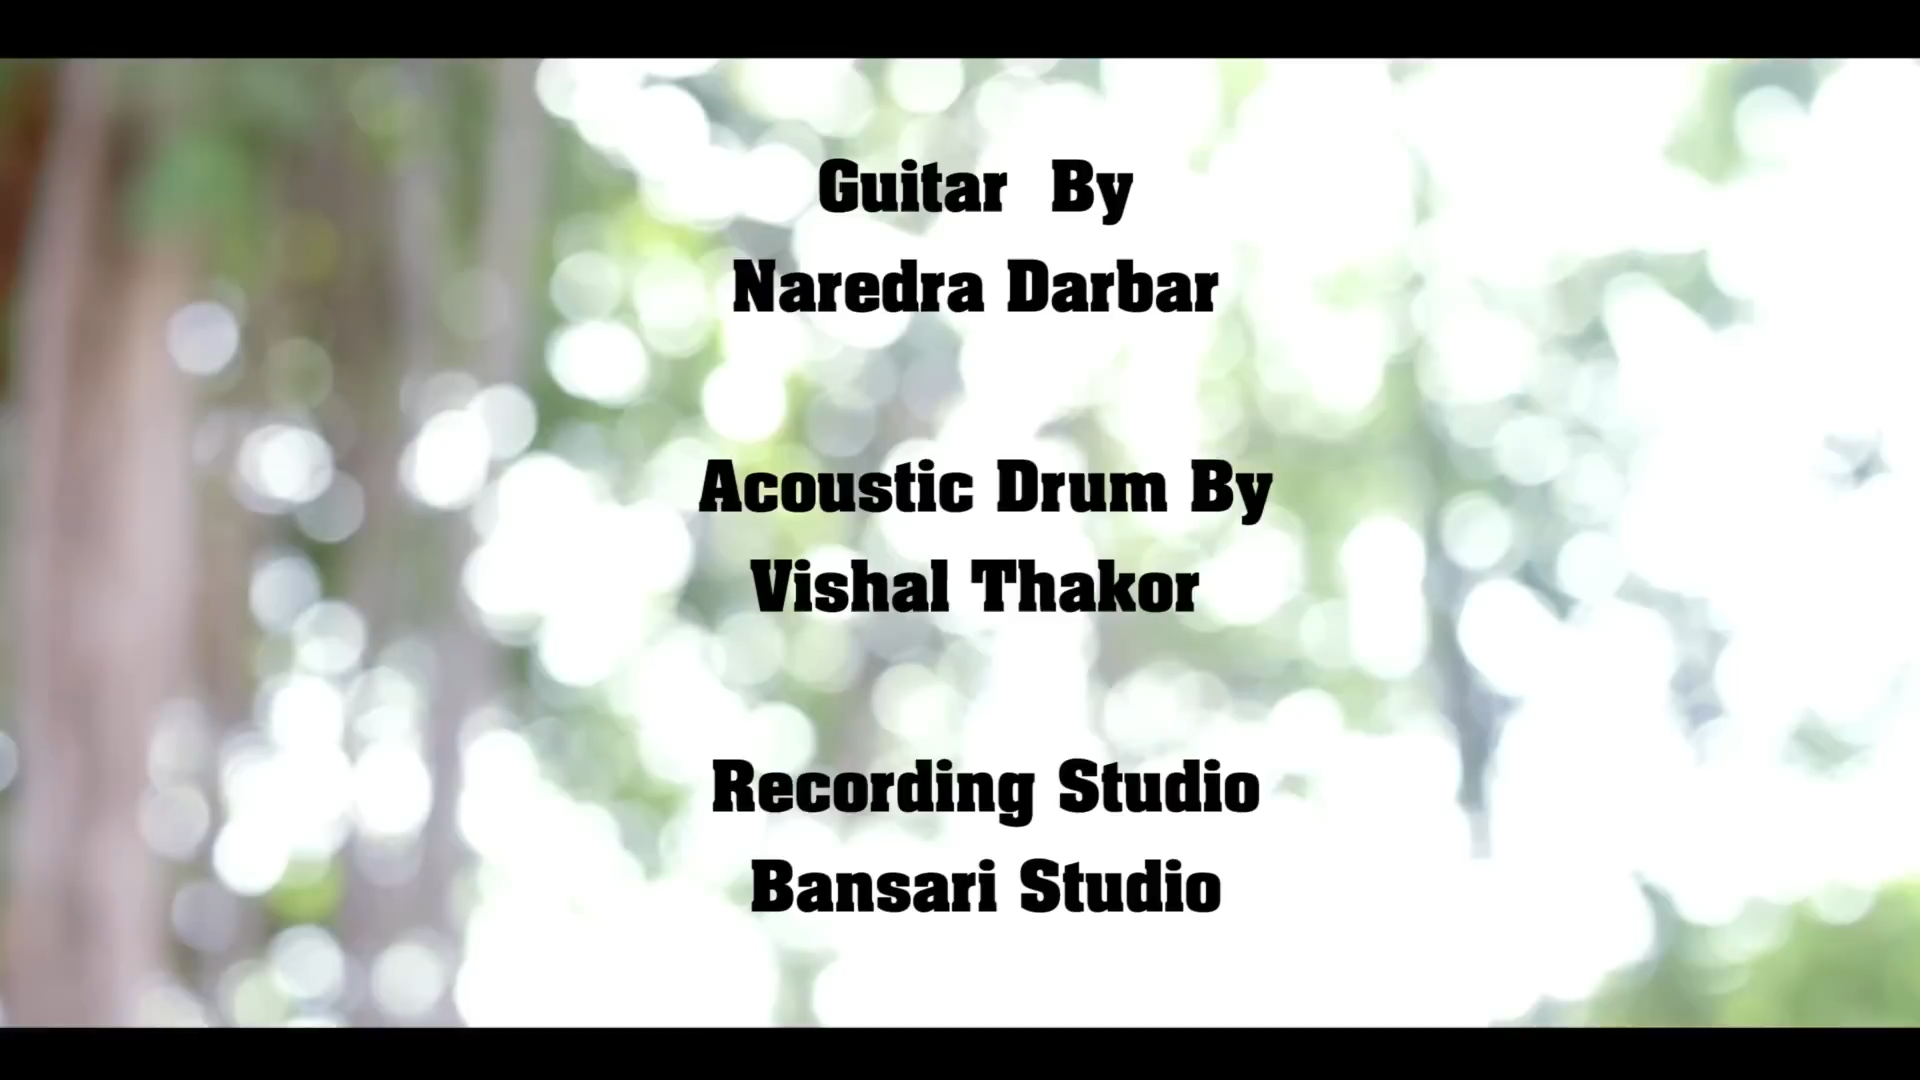 Guitar By
Naredra Darbar
Acoustic Drum By
Vishal Thakor
Recording Studio
Bansari Studio